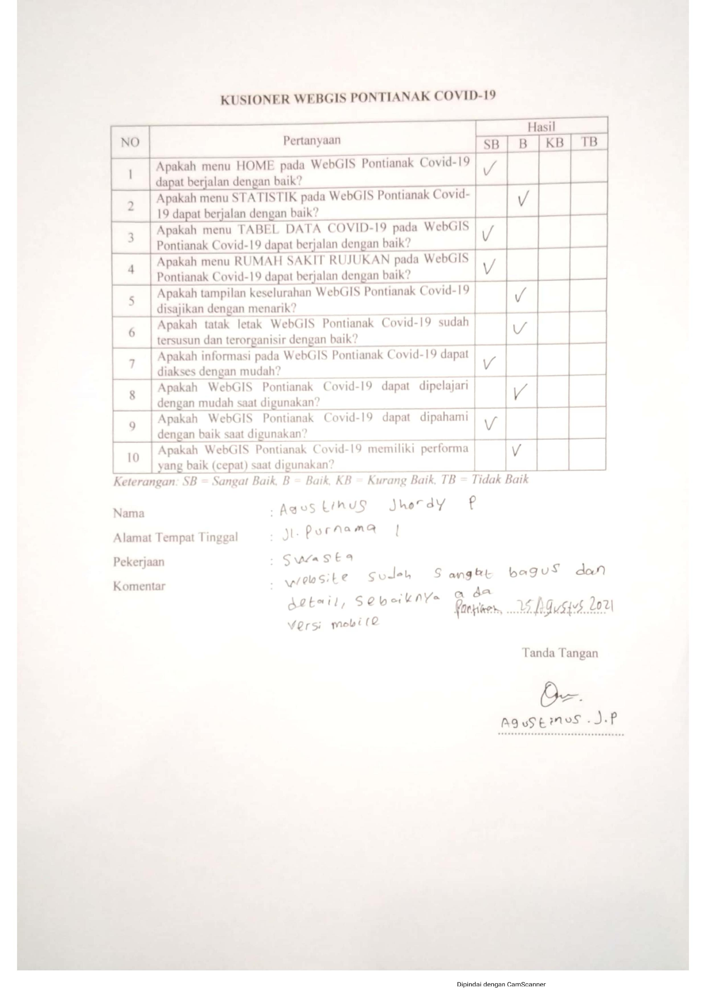 KUSIONER WEBGIS PONTIANAK COVID-19
NO Pertanyaan Hasil
SB B KB TB
1 Apakah menu HOME pada WebGIS Pontianak Covid-19
dapat berjalan dengan baik? ✓
2 Apakah menu STATISTIK pada WebGIS Pontianak Covid-
19 dapat berjalan dengan baik? ✓
3 Apakah menu TABEL DATA COVID-19 pada WebGIS
Pontianak Covid-19 dapat berjalan dengan baik? ✓
4 Apakah menu RUMAH SAKIT RUJUKAN pada WebGIS
Pontianak Covid-19 dapat berjalan dengan baik? ✓
5 Apakah tampilan keselurahan WebGIS Pontianak Covid-19
disajikan dengan menarik? ✓
6 Apakah tatak letak WebGIS Pontianak Covid-19 sudah
tersusun dan terorganisir dengan baik? ✓
7 Apakah informasi pada WebGIS Pontianak Covid-19 dapat
diakses dengan mudah? ✓
8 Apakah WebGIS Pontianak Covid-19 dapat dipelajari
dengan mudah saat digunakan? ✓
9 Apakah WebGIS Pontianak Covid-19 dapat dipahami
dengan baik saat digunakan? ✓
10 Apakah WebGIS Pontianak Covid-19 memiliki performa
yang baik (cepat) saat digunakan? ✓
Keterangan: SB = Sangat Baik, B = Baik, KB = Kurang Baik, TB = Tidak Baik
Nama : Agustinus Jhordy P
Alamat Tempat Tinggal : Jl. Purnama 1
Pekerjaan : Swasta
Komentar : Website sudah sangat bagus dan
detail, sebaiknya ada
versi mobile
25 Agustus 2021
Tanda Tangan
Agustinus . J.P
Dipindai dengan CamScanner